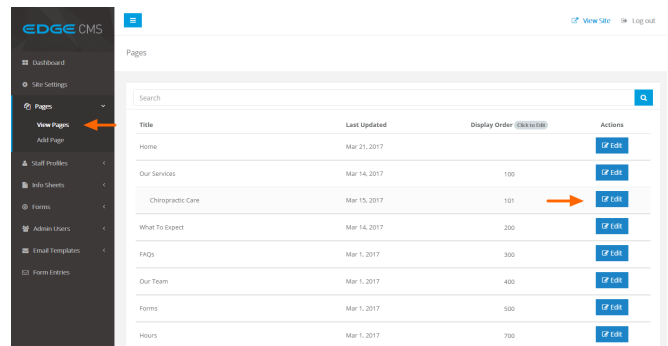 EDGE CMS
View Site Log out
Pages
Dashboard
Site Settings
Pages
View Pages
Add Page
Staff Profiles
Info Sheets
Forms
Admin Users
Email Templates
Form Entries
Search
Title Last Updated Display Order Click to Edit Actions
Home Mar 21, 2017 Edit
Our Services Mar 14, 2017 100 Edit
Chiropractic Care Mar 15, 2017 101 Edit
What To Expect Mar 14, 2017 200 Edit
FAQs Mar 1, 2017 300 Edit
Our Team Mar 1, 2017 400 Edit
Forms Mar 1, 2017 500 Edit
Hours Mar 1, 2017 700 Edit